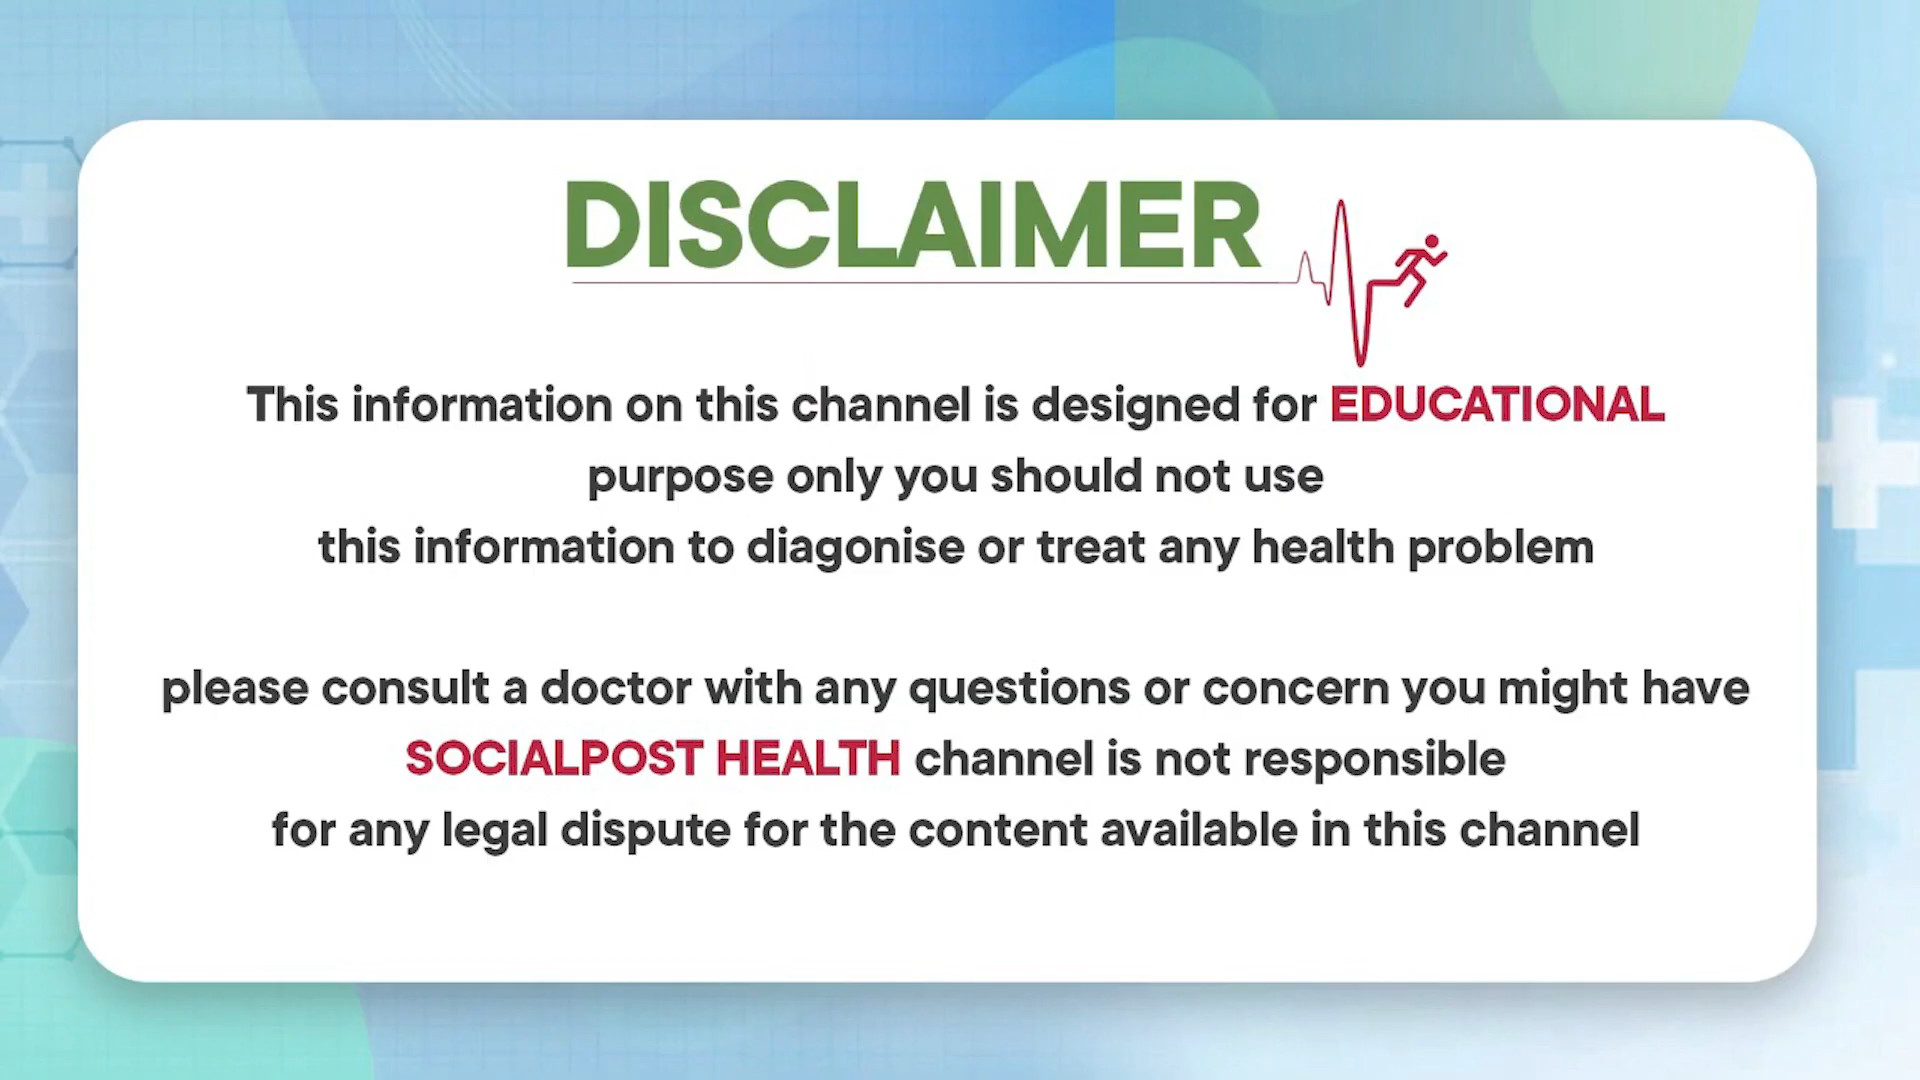 DISCLAIMER
This information on this channel is designed for EDUCATIONAL
purpose only you should not use
this information to diagonise or treat any health problem
please consult a doctor with any questions or concern you might have
SOCIALPOST HEALTH channel is not responsible
for any legal dispute for the content available in this channel